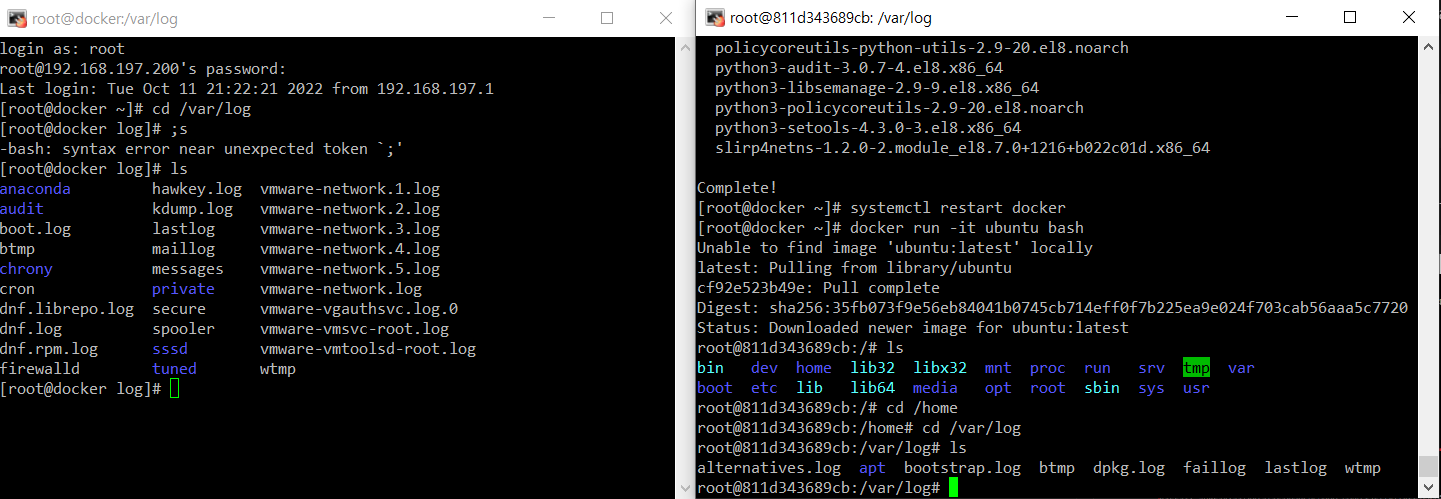 root@docker:/var/log
login as: root
root@192.168.197.200's password:
Last login: Tue Oct 11 21:22:21 2022 from 192.168.197.1
[root@docker ~]# cd /var/log
[root@docker log]# ;s
-bash: syntax error near unexpected token `;'
[root@docker log]# ls
anaconda         hawkey.log  vmware-network.1.log
audit            kdump.log   vmware-network.2.log
boot.log         lastlog     vmware-network.3.log
btmp             maillog     vmware-network.4.log
chrony           messages    vmware-network.5.log
cron             private     vmware-network.log
dnf.librepo.log  secure      vmware-vgauthsvc.log.0
dnf.log          spooler     vmware-vmsvc-root.log
dnf.rpm.log      sssd        vmware-vmtoolsd-root.log
firewalld        tuned       wtmp
[root@docker log]#
root@811d343689cb: /var/log
policycoreutils-python-utils-2.9-20.el8.noarch
python3-audit-3.0.7-4.el8.x86_64
python3-libsemanage-2.9-9.el8.x86_64
python3-policycoreutils-2.9-20.el8.noarch
python3-setools-4.3.0-3.el8.x86_64
slirp4netns-1.2.0-2.module_el8.7.0+1216+b022c01d.x86_64
Complete!
[root@docker ~]# systemctl restart docker
[root@docker ~]# docker run -it ubuntu bash
Unable to find image 'ubuntu:latest' locally
latest: Pulling from library/ubuntu
cf92e523b49e: Pull complete
Digest: sha256:35fb073f9e56eb84041b0745cb714eff0f7b225ea9e024f703cab56aaa5c7720
Status: Downloaded newer image for ubuntu:latest
root@811d343689cb:/# ls
bin   dev  home  lib32  libx32  mnt  proc  run   srv  tmp  var
boot  etc  lib   lib64  media   opt  root  sbin  sys  usr
root@811d343689cb:/# cd /home
root@811d343689cb:/home# cd /var/log
root@811d343689cb:/var/log# ls
alternatives.log  apt  bootstrap.log  btmp  dpkg.log  faillog  lastlog  wtmp
root@811d343689cb:/var/log#